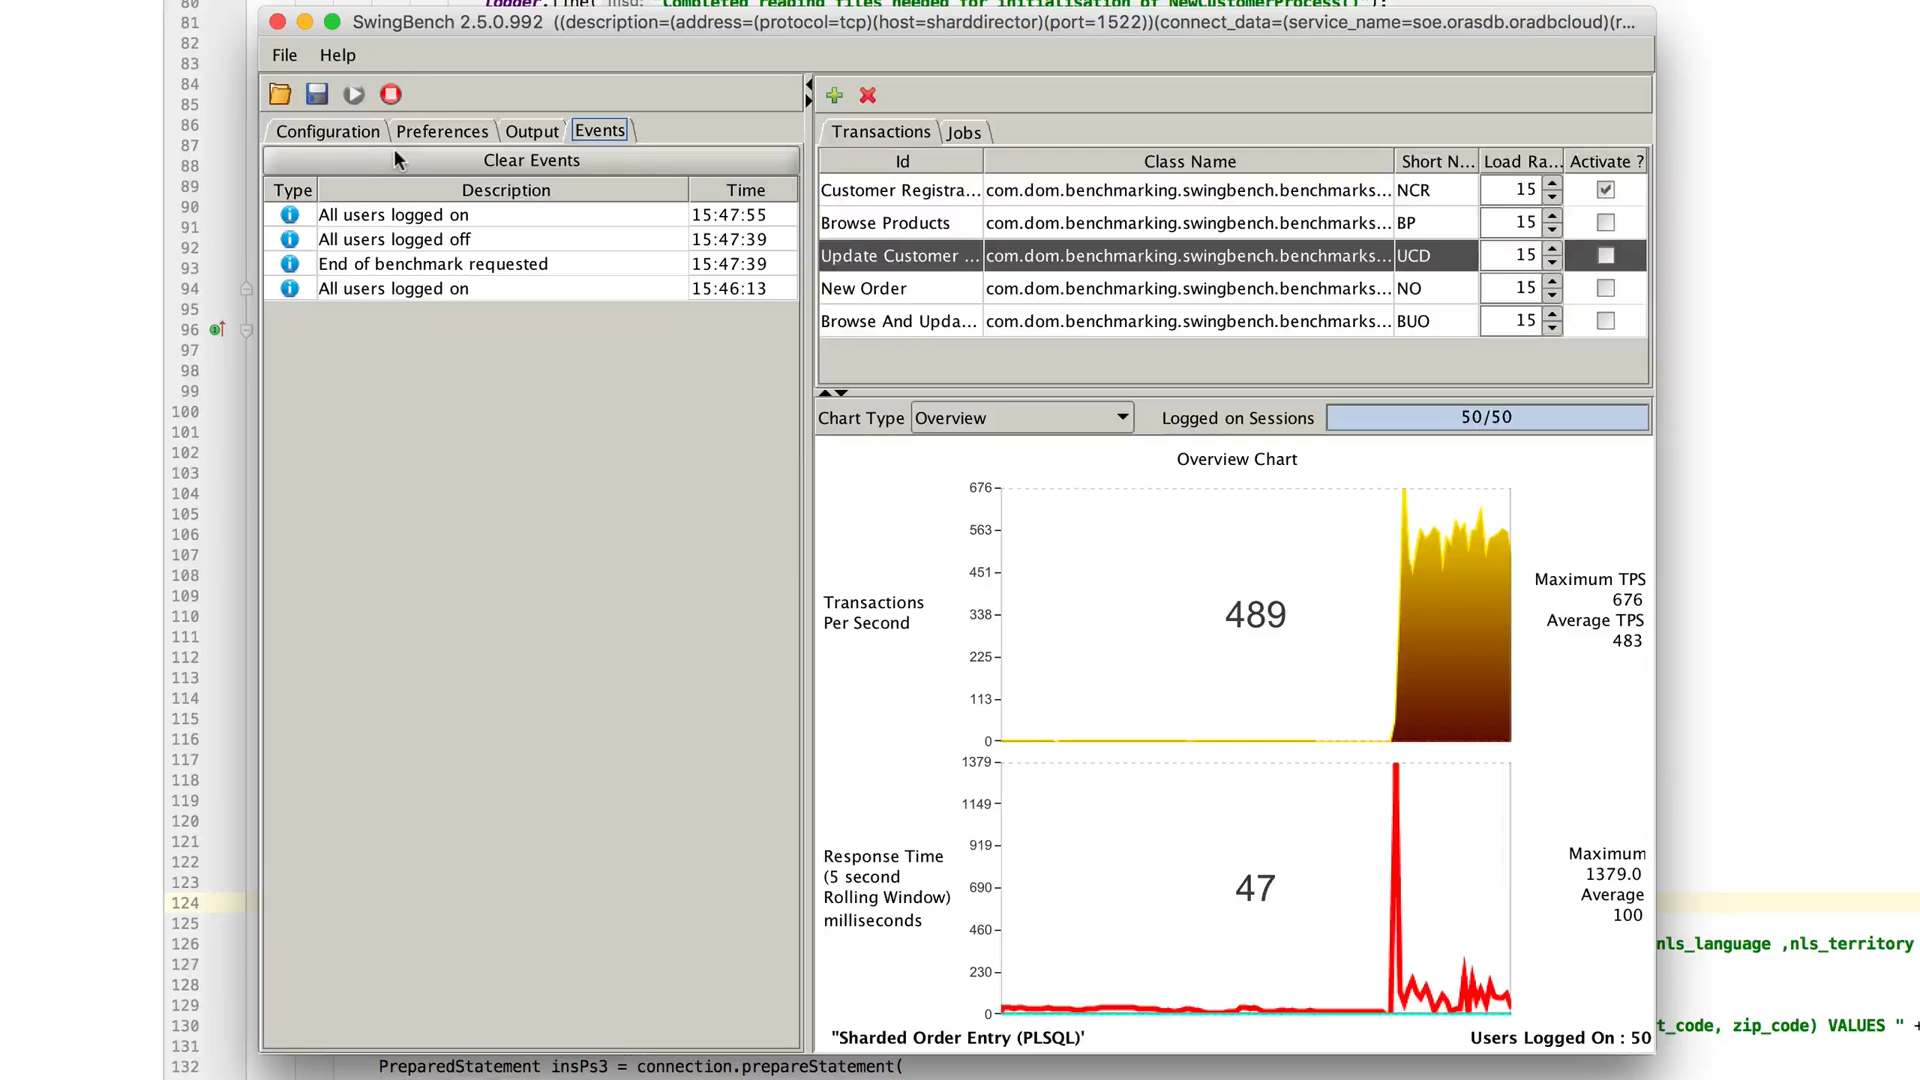 80
logger.fine( msg: "Completed reading files needed for initialisation of NewCustomerProcess()");
81
82
83
84
85
86
87
88
89
90
91
92
93
94
95
96
97
98
99
100
101
102
103
104
105
106
107
108
109
110
111
112
113
114
115
116
117
118
119
120
121
122
123
124
125
126
127
128
129
130
131
132
SwingBench 2.5.0.992 ((description=(address=(protocol=tcp)(host=sharddirector)(port=1522))(connect_data=(service_name=soe.orasdb.oradbcloud)(r...
File Help
Configuration Preferences Output Events
Clear Events
Type Description Time
All users logged on 15:47:55
All users logged off 15:47:39
End of benchmark requested 15:47:39
All users logged on 15:46:13
Transactions Jobs
Id Class Name Short N... Load Ra... Activate ?
Customer Registra... com.dom.benchmarking.swingbench.benchmarks... NCR 15
Browse Products com.dom.benchmarking.swingbench.benchmarks... BP 15
Update Customer ... com.dom.benchmarking.swingbench.benchmarks... UCD 15
New Order com.dom.benchmarking.swingbench.benchmarks... NO 15
Browse And Upda... com.dom.benchmarking.swingbench.benchmarks... BUO 15
Chart Type Overview Logged on Sessions 50/50
Overview Chart
Transactions
Per Second
676
563
451
338
225
113
0
489
Maximum TPS
676
Average TPS
483
Response Time
(5 second
Rolling Window)
milliseconds
1379
1149
919
690
460
230
0
47
Maximum
1379.0
Average
100
"Sharded Order Entry (PLSQL)' Users Logged On : 50
nls_language ,nls_territory
t_code, zip_code) VALUES " +
PreparedStatement insPs3 = connection.prepareStatement(